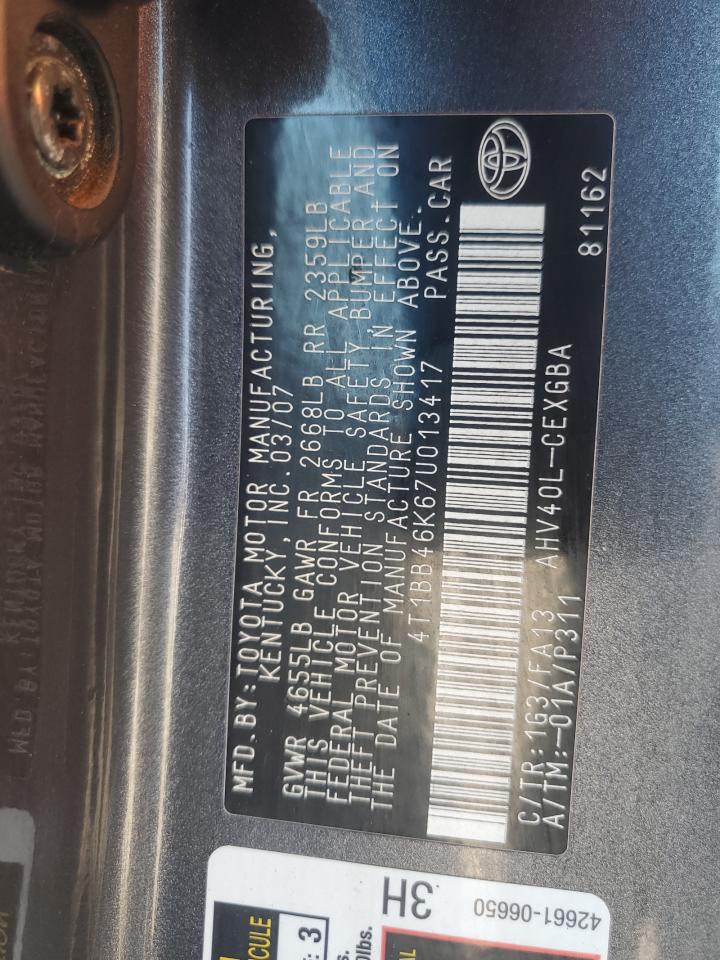 MFD. BY: TOYOTA MOTOR MANUFACTURING,
KENTUCKY, INC. 03/07
GVWR 4655LB GAWR FR 2668LB RR 2359LB
THIS VEHICLE CONFORMS TO ALL APPLICABLE
FEDERAL MOTOR VEHICLE SAFETY, BUMPER AND
THEFT PREVENTION STANDARDS IN EFFECT ON
THE DATE OF MANUFACTURE SHOWN ABOVE.
4T1BB46K67U013417 PASS. CAR
C/TR: 1G3/FA13 AHV40L-CEXGBA
A/TM: -01A/P311 81162
3H
42661-06650
: 3